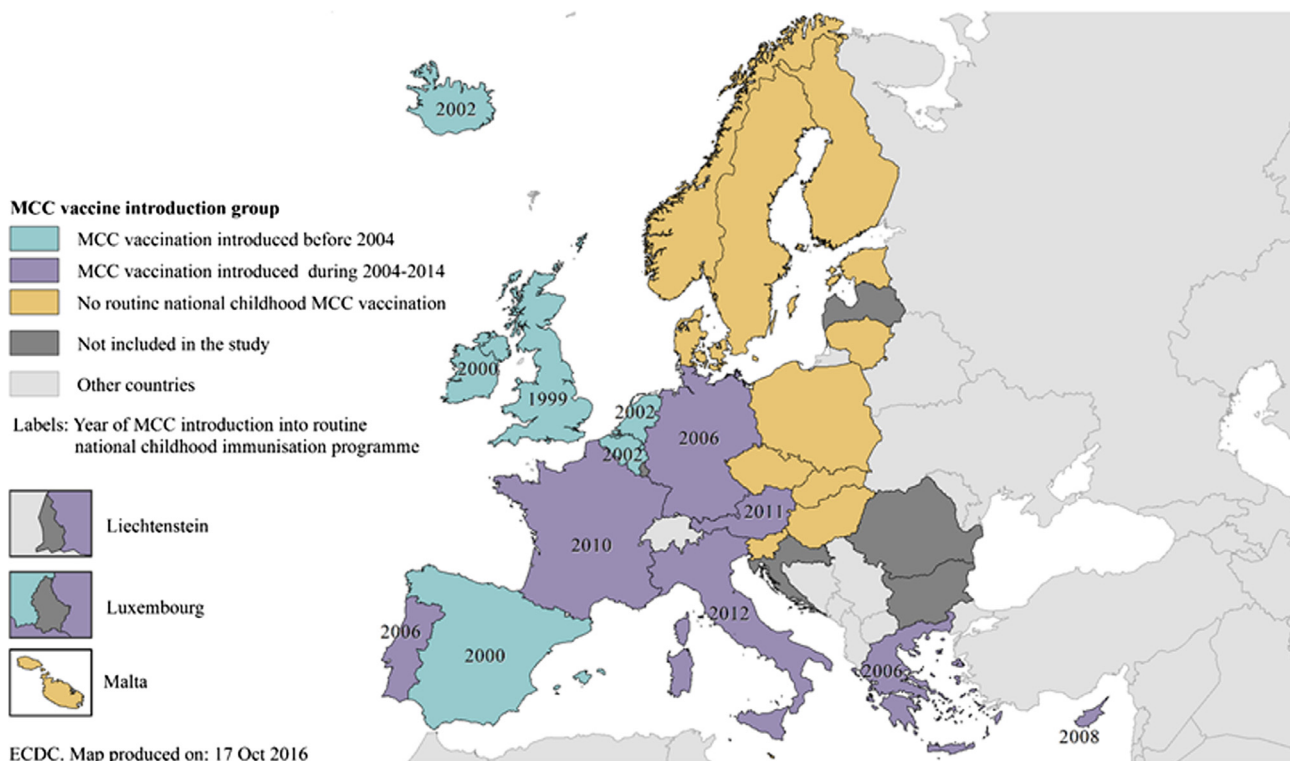 2002
MCC vaccine introduction group
MCC vaccination introduced before 2004
MCC vaccination introduced during 2004-2014
No routine national childhood MCC vaccination
Not included in the study
Other countries
Labels: Year of MCC introduction into routine
national childhood immunisation programme
2000
1999
2002
2002
2006
2011
2010
2012
2006
2000
2006
2008
Liechtenstein
Luxembourg
Malta
ECDC. Map produced on: 17 Oct 2016